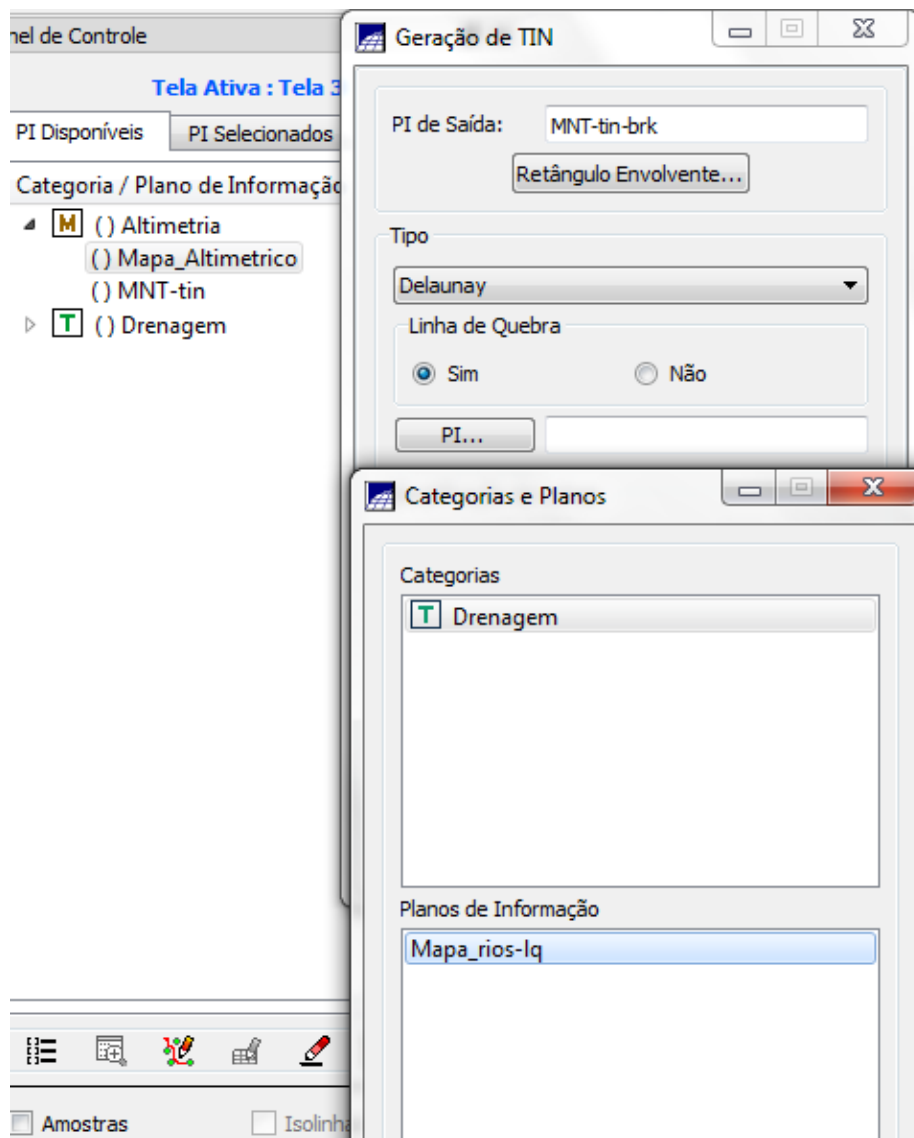 nel de Controle
Tela Ativa : Tela 3
PI Disponíveis
PI Selecionados
Categoria / Plano de Informação
M () Altimetria
() Mapa_Altimetrico
() MNT-tin
T () Drenagem
Amostras
Isolinha
Geração de TIN
PI de Saída:
MNT-tin-brk
Retângulo Envolvente...
Tipo
Delaunay
Linha de Quebra
Sim
Não
PI...
Categorias e Planos
Categorias
T Drenagem
Planos de Informação
Mapa_rios-lq